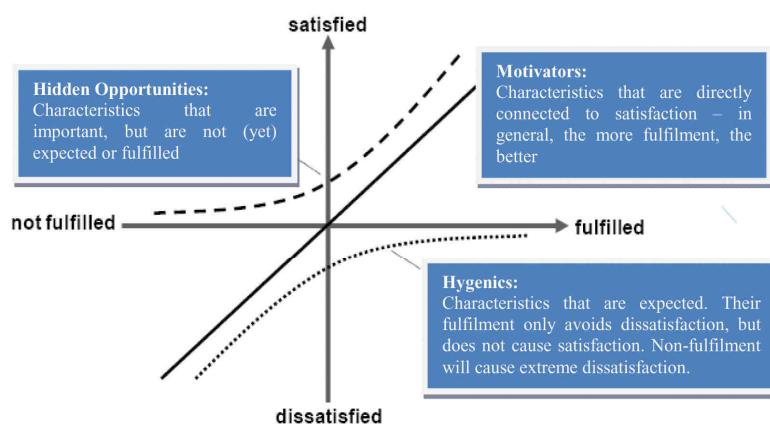 satisfied
Hidden Opportunities:
Characteristics that are
important, but are not (yet)
expected or fulfilled
Motivators:
Characteristics that are directly
connected to satisfaction – in
general, the more fulfilment, the
better
not fulfilled
fulfilled
Hygenics:
Characteristics that are expected. Their
fulfilment only avoids dissatisfaction, but
does not cause satisfaction. Non-fulfilment
will cause extreme dissatisfaction.
dissatisfied